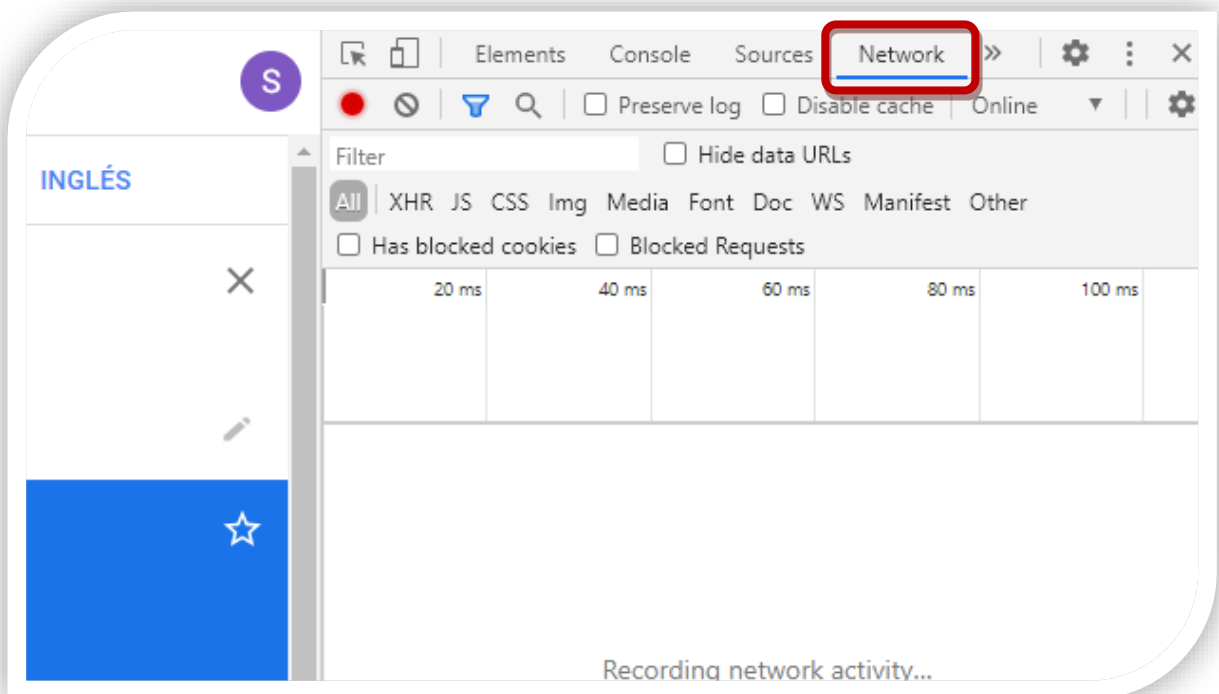 S
INGLÉS
Elements Console Sources Network »
Preserve log Disable cache Online
Filter Hide data URLs
All XHR JS CSS Img Media Font Doc WS Manifest Other
Has blocked cookies Blocked Requests
20 ms 40 ms 60 ms 80 ms 100 ms
Recording network activity...